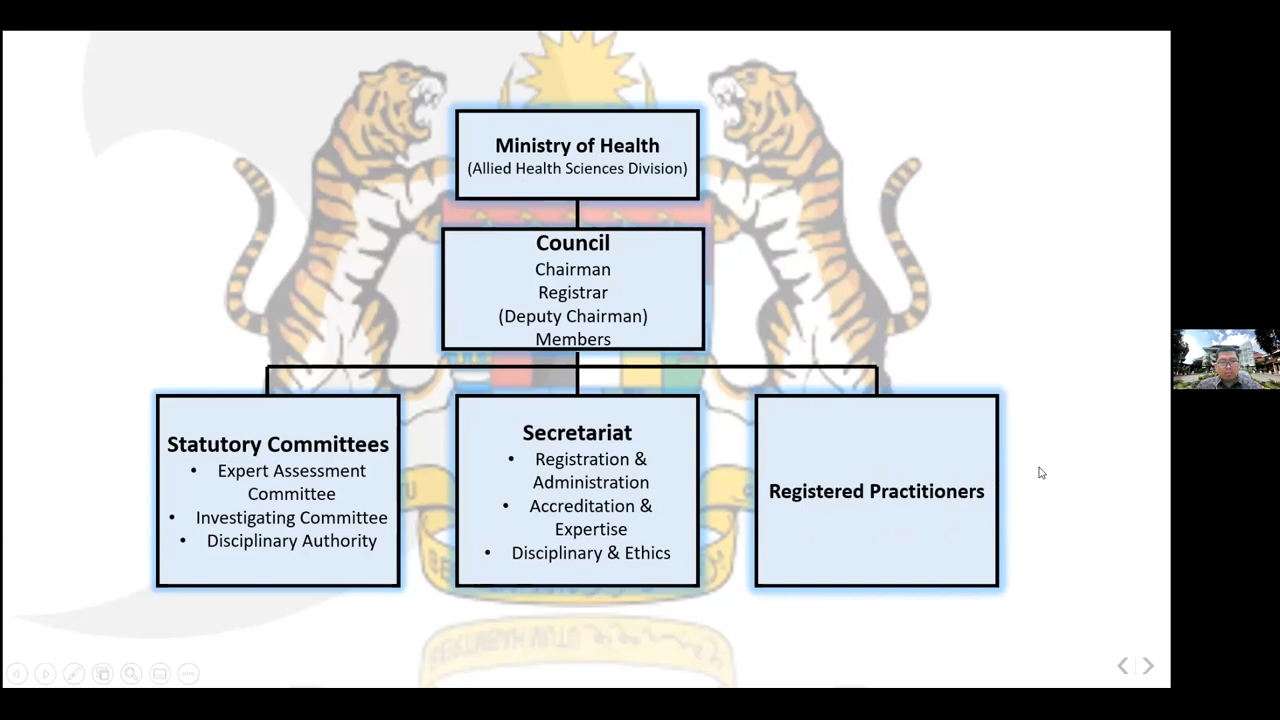 Ministry of Health
(Allied Health Sciences Division)
Council
Chairman
Registrar
(Deputy Chairman)
Members
Statutory Committees
• Expert Assessment
Committee
• Investigating Committee
• Disciplinary Authority
Secretariat
• Registration &
Administration
• Accreditation &
Expertise
• Disciplinary & Ethics
Registered Practitioners